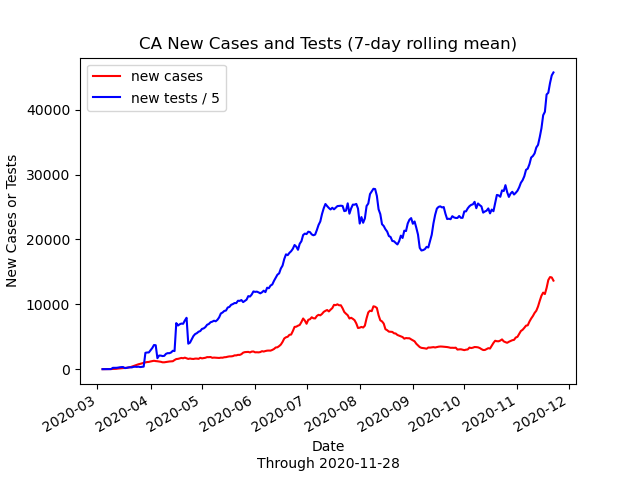 CA New Cases and Tests (7-day rolling mean)
new cases
new tests / 5
40000
30000
20000
10000
0
New Cases or Tests
2020-03
2020-04
2020-05
2020-06
2020-07
2020-08
2020-09
2020-10
2020-11
2020-12
Date
Through 2020-11-28